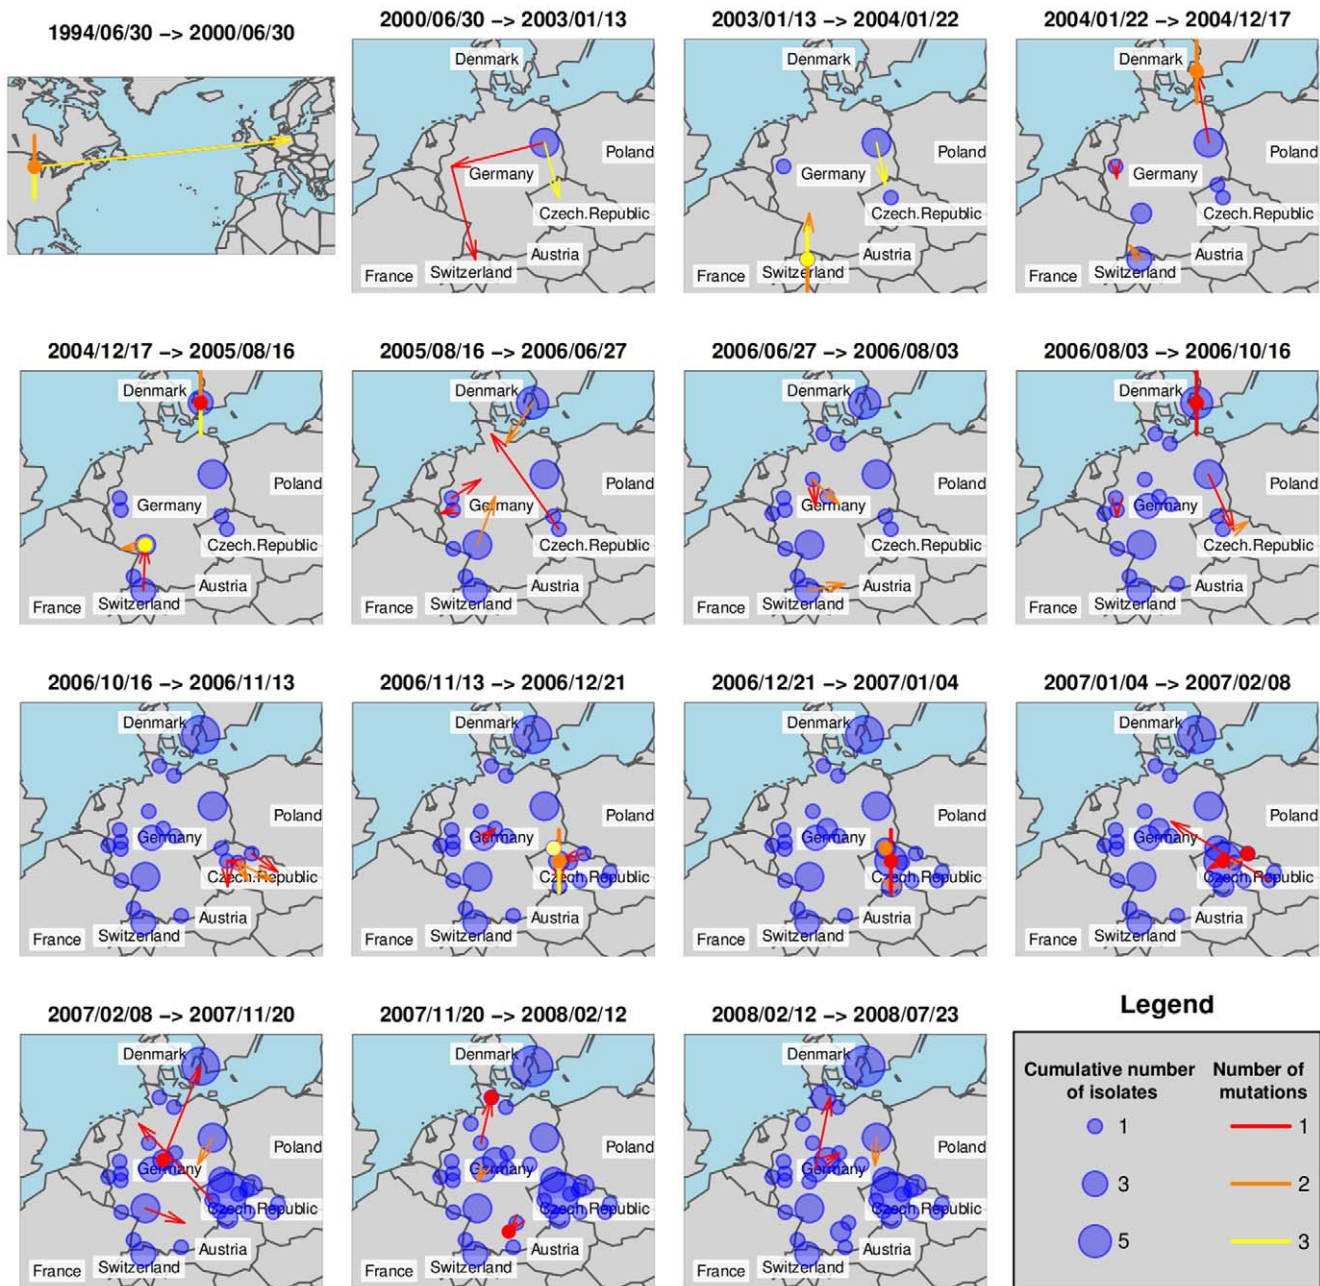 1994/06/30 −> 2000/06/30
2000/06/30 −> 2003/01/13
2003/01/13 −> 2004/01/22
2004/01/22 −> 2004/12/17
Denmark
Poland
Germany
Czech.Republic
Austria
Switzerland
France
Denmark
Poland
Germany
Czech.Republic
Austria
Switzerland
France
Denmark
Poland
Germany
Czech.Republic
Austria
Switzerland
France
2004/12/17 −> 2005/08/16
2005/08/16 −> 2006/06/27
2006/06/27 −> 2006/08/03
2006/08/03 −> 2006/10/16
Denmark
Poland
Germany
Czech.Republic
Austria
Switzerland
France
Denmark
Poland
Germany
Czech.Republic
Austria
Switzerland
France
Denmark
Poland
Germany
Czech.Republic
Austria
Switzerland
France
Denmark
Poland
Germany
Czech.Republic
Austria
Switzerland
France
2006/10/16 −> 2006/11/13
2006/11/13 −> 2006/12/21
2006/12/21 −> 2007/01/04
2007/01/04 −> 2007/02/08
Denmark
Poland
Germany
Czech.Republic
Austria
Switzerland
France
Denmark
Poland
Germany
Czech.Republic
Austria
Switzerland
France
Denmark
Poland
Germany
Czech.Republic
Austria
Switzerland
France
Denmark
Poland
Germany
Czech.Republic
Austria
Switzerland
France
2007/02/08 −> 2007/11/20
2007/11/20 −> 2008/02/12
2008/02/12 −> 2008/07/23
Denmark
Poland
Germany
Czech.Republic
Austria
Switzerland
France
Denmark
Poland
Germany
Czech.Republic
Austria
Switzerland
France
Denmark
Poland
Germany
Czech.Republic
Austria
Switzerland
France
Legend
Cumulative number
of isolates
1
3
5
Number of
mutations
1
2
3